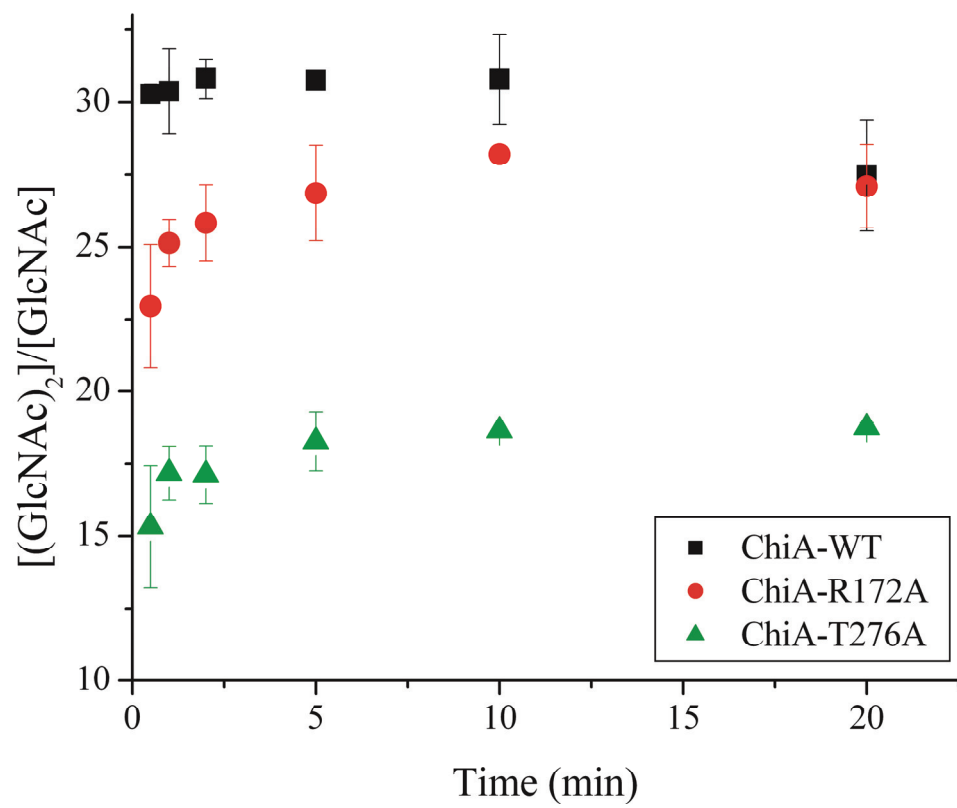 [(GlcNAc)₂]/[GlcNAc]
30
25
20
15
10
0
5
10
15
20
Time (min)
ChiA-WT
ChiA-R172A
ChiA-T276A